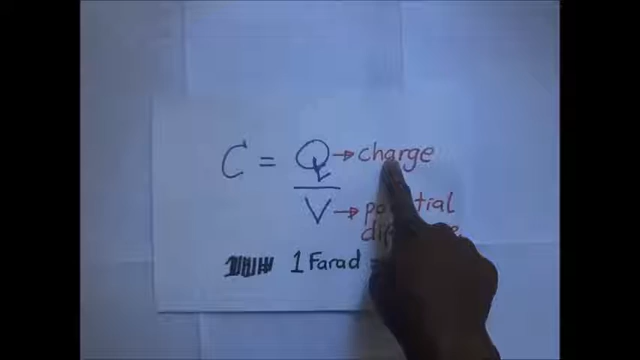 C = Q → charge
V → potential
1 Farad =